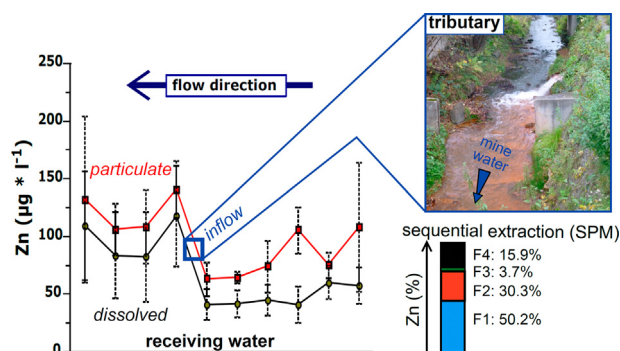 tributary
flow direction
250
200
150
100
50
0
Zn (µg * l⁻¹)
particulate
inflow
dissolved
receiving water
mine
water
sequential extraction (SPM)
Zn (%)
F4: 15.9%
F3: 3.7%
F2: 30.3%
F1: 50.2%